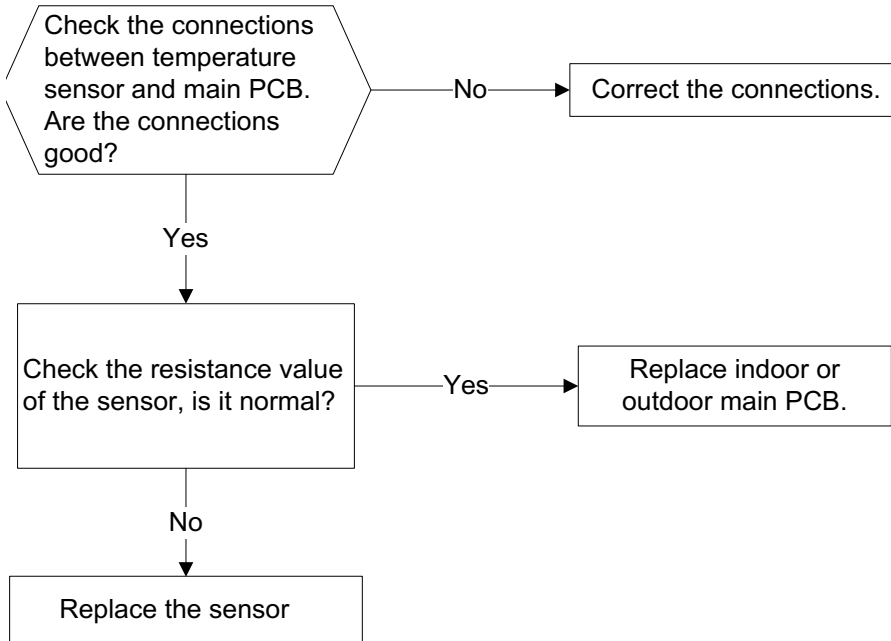 Check the connections
between temperature
sensor and main PCB.
Are the connections
good?
No
Correct the connections.
Yes
Check the resistance value
of the sensor, is it normal?
Yes
Replace indoor or
outdoor main PCB.
No
Replace the sensor